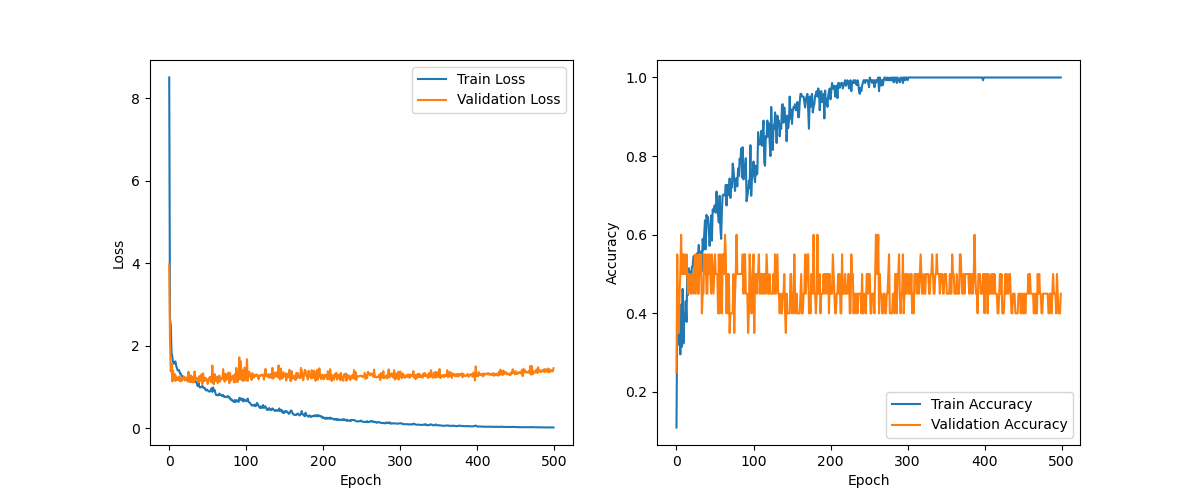 Train Loss
Validation Loss
8
6
4
2
0
Loss
0 100 200 300 400 500
Epoch
1.0
0.8
0.6
0.4
0.2
Accuracy
Train Accuracy
Validation Accuracy
0 100 200 300 400 500
Epoch